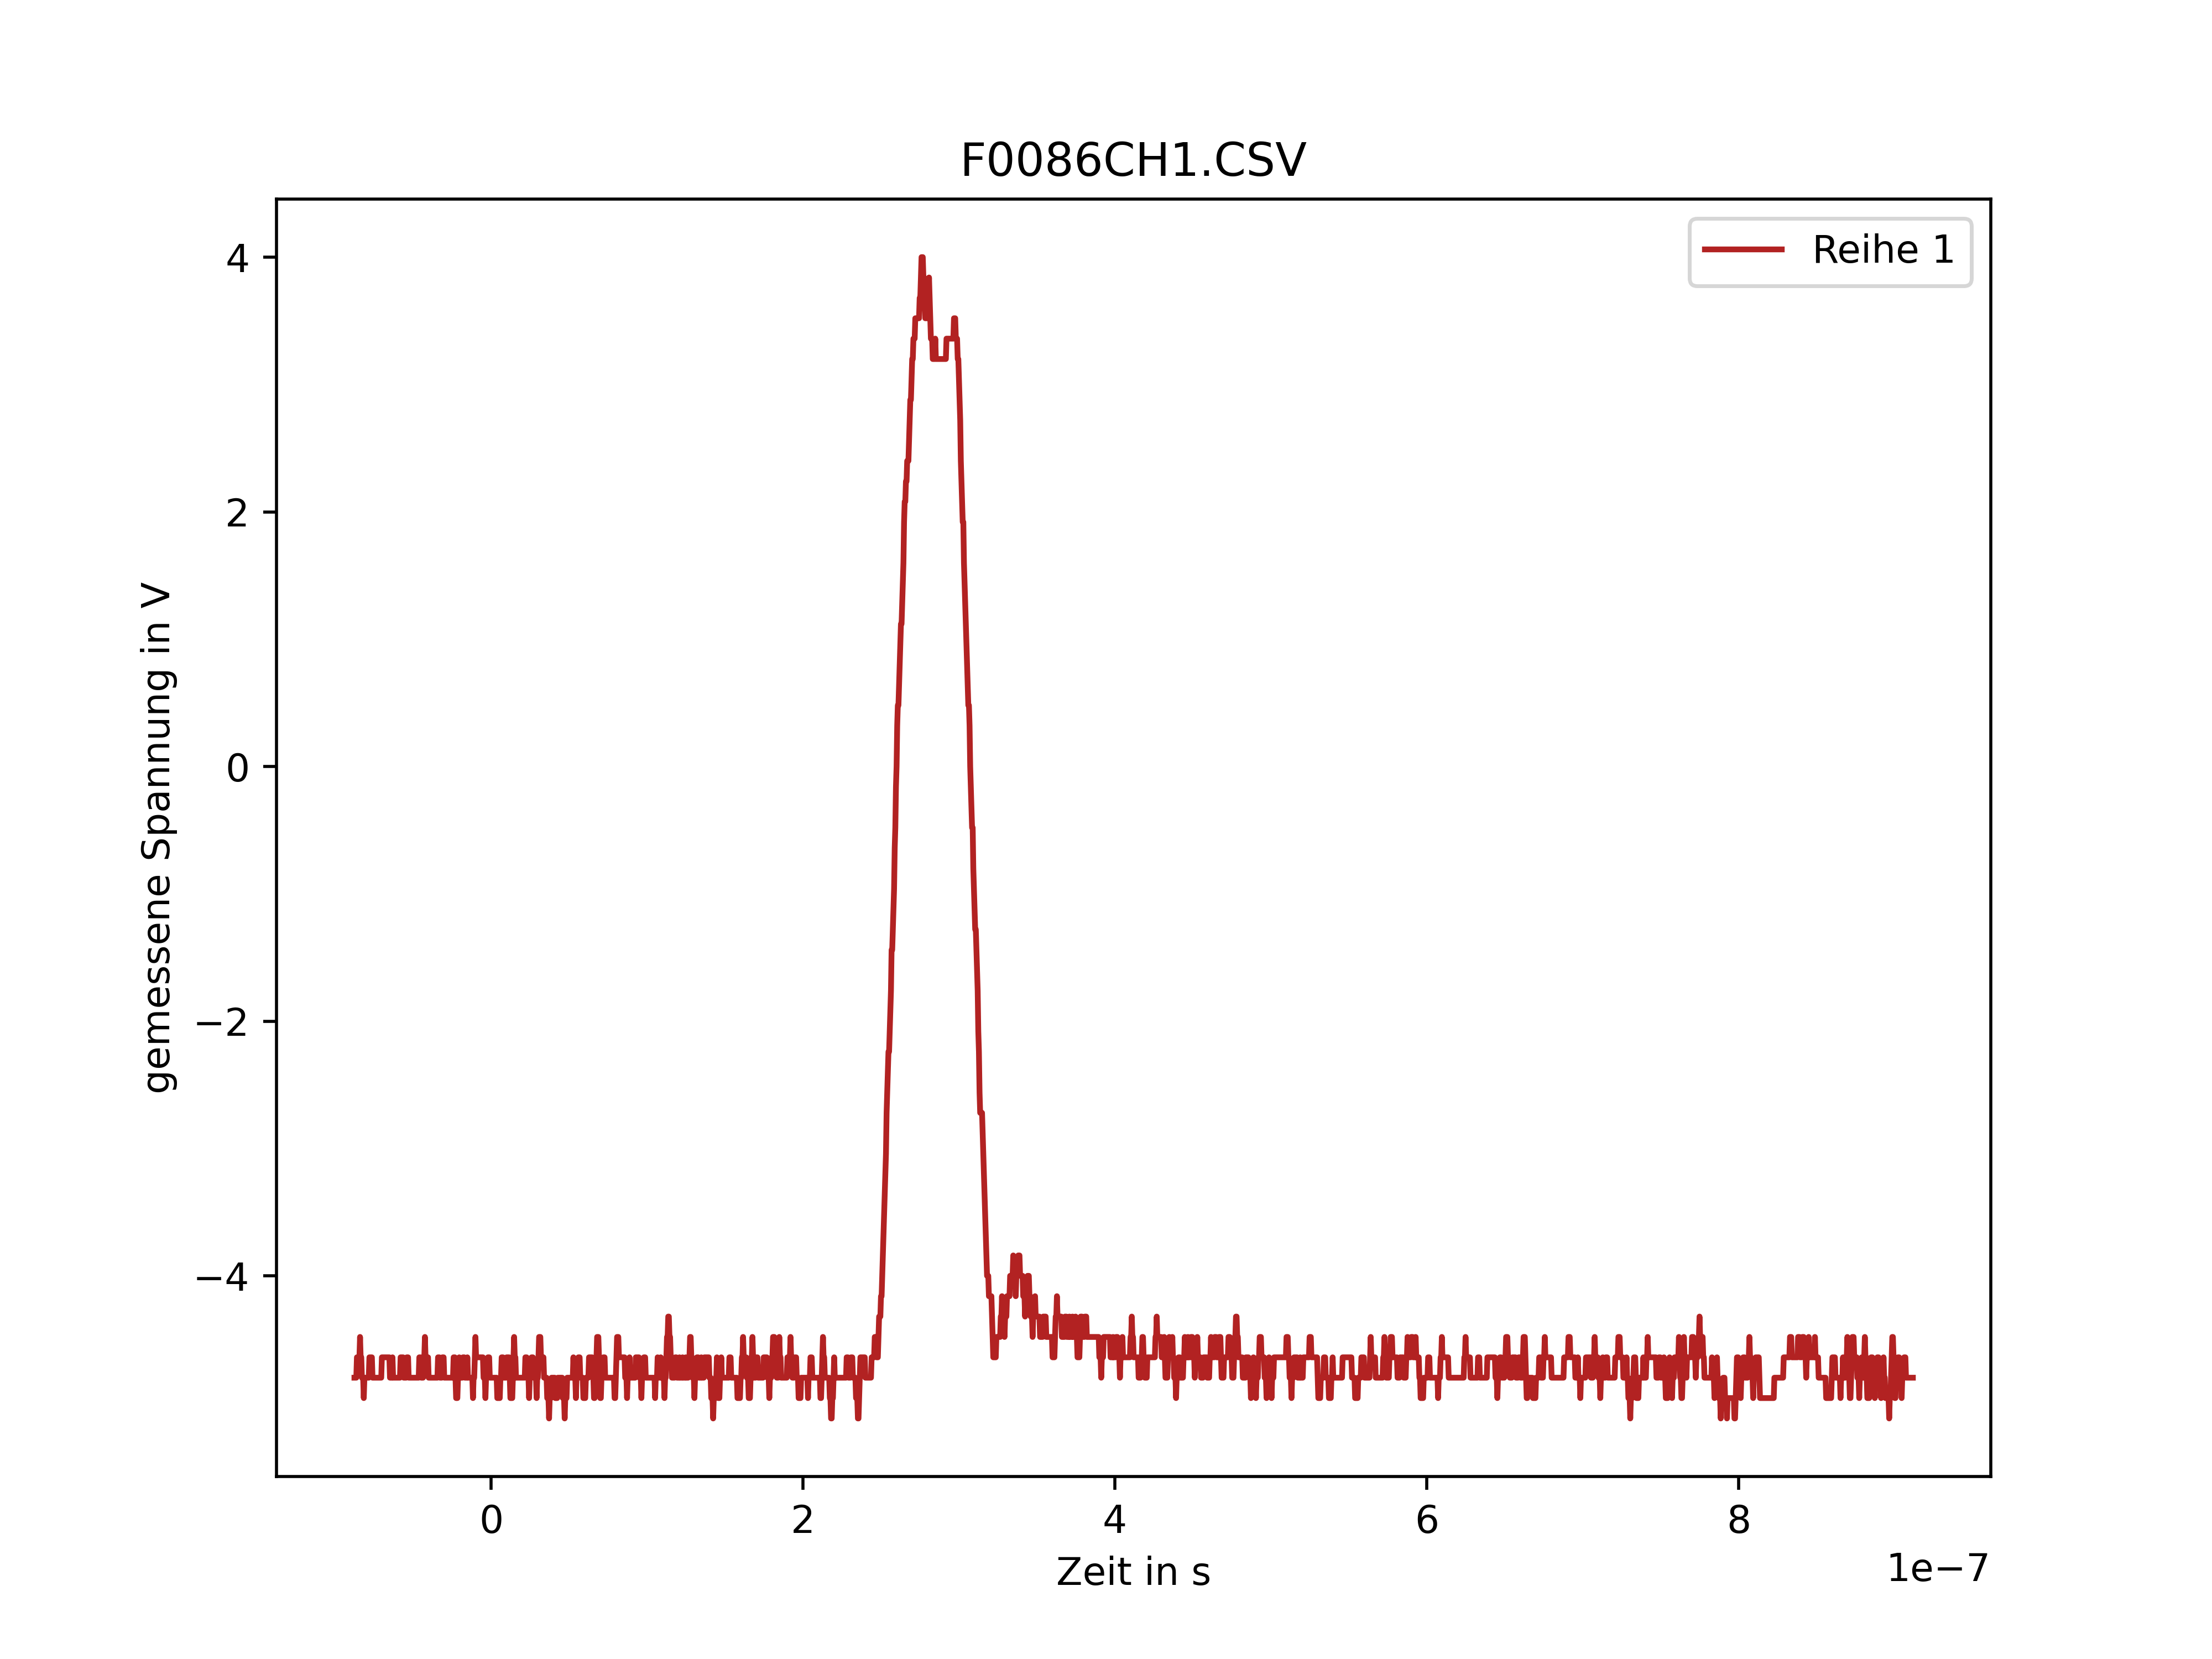 F0086CH1.CSV
Reihe 1
4
2
0
−2
−4
gemessene Spannung in V
0 2 4 6 8
Zeit in s
1e−7